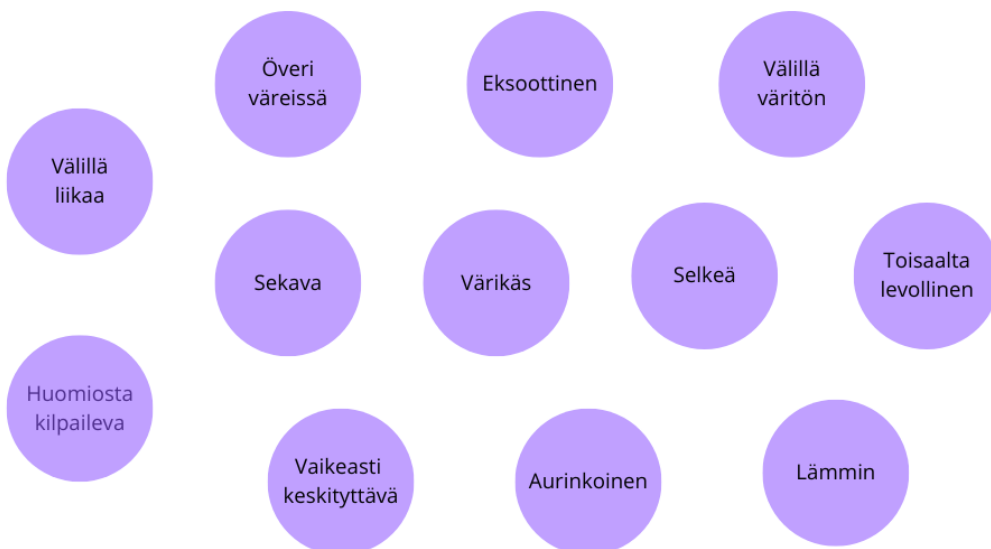 Överi
väreissä
Eksoottinen
Välillä
väritön
Välillä
liikaa
Sekava
Värikäs
Selkeä
Toisaalta
levollinen
Huomiosta
kilpaileva
Vaikeasti
keskityttävä
Aurinkoinen
Lämmin